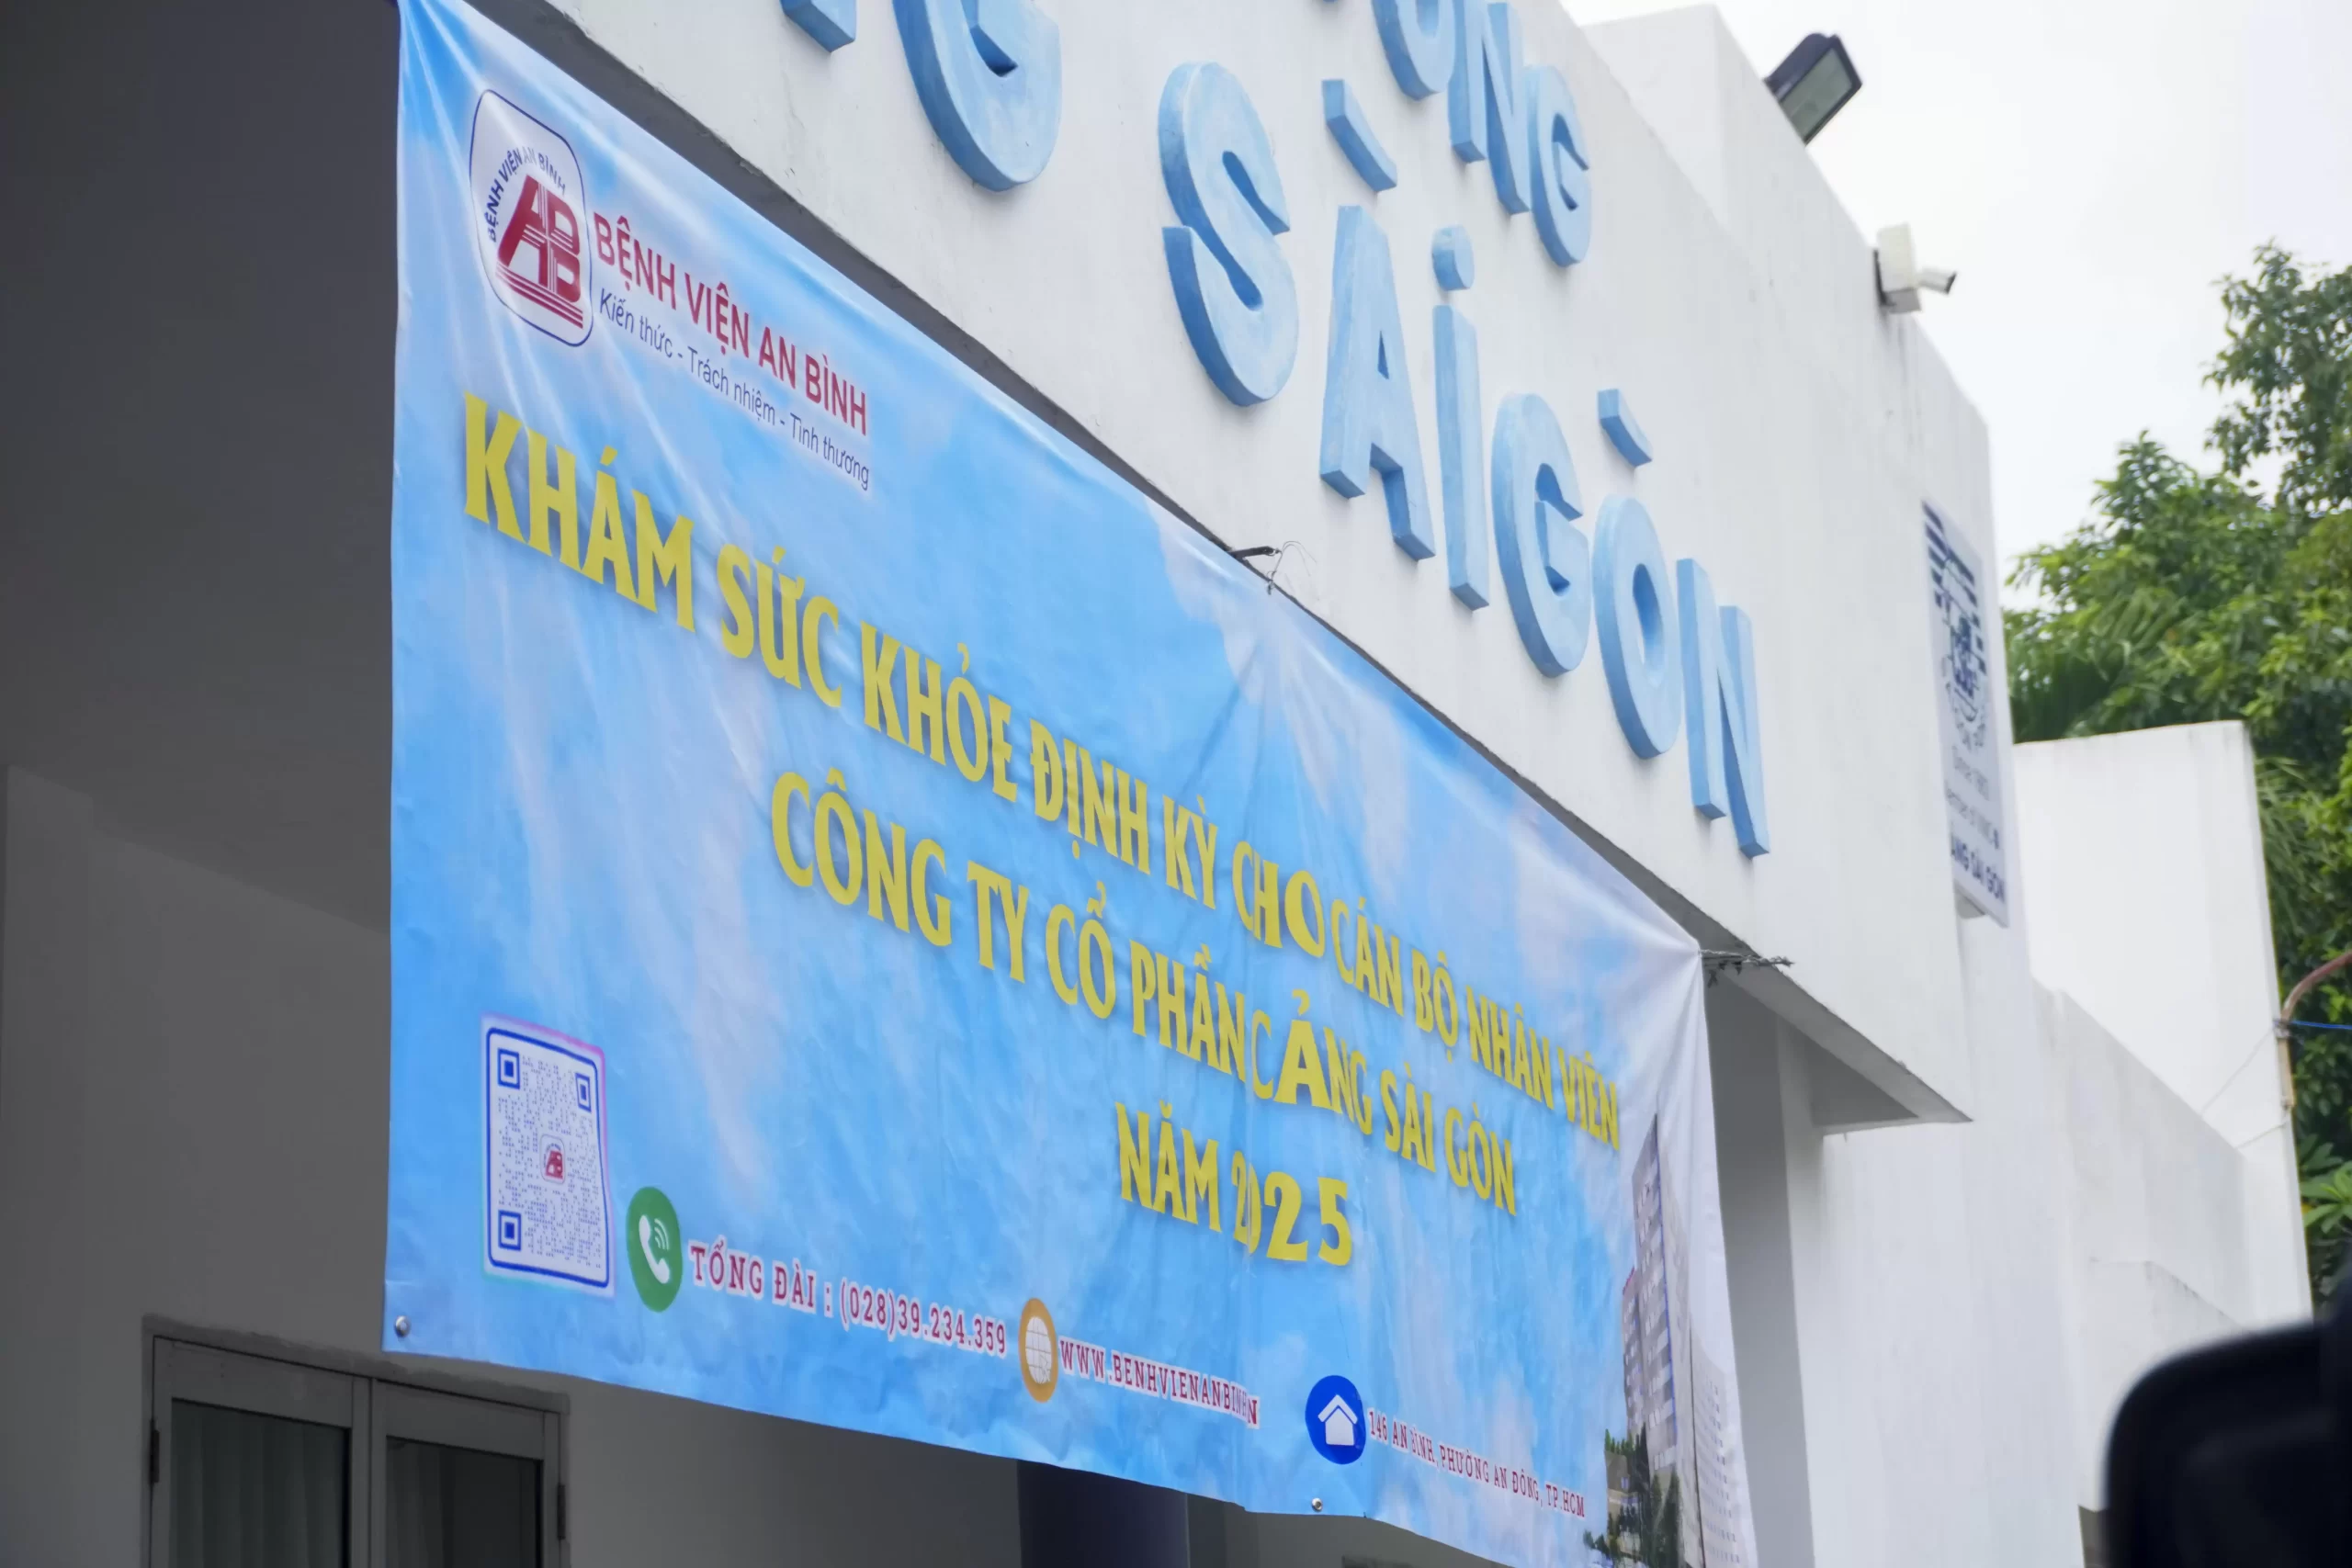 SÀI GÒN
BỆNH VIỆN AN BÌNH
BỆNH VIỆN AN BÌNH
Kiến thức - Trách nhiệm - Tình thương
KHÁM SỨC KHỎE ĐỊNH KỲ CHO CÁN BỘ NHÂN VIÊN
CÔNG TY CỔ PHẦN CẢNG SÀI GÒN
NĂM 2025
TỔNG ĐÀI : (028)39.234.359
146 AN BÌNH, PHƯỜNG AN ĐÔNG, TP.HCM